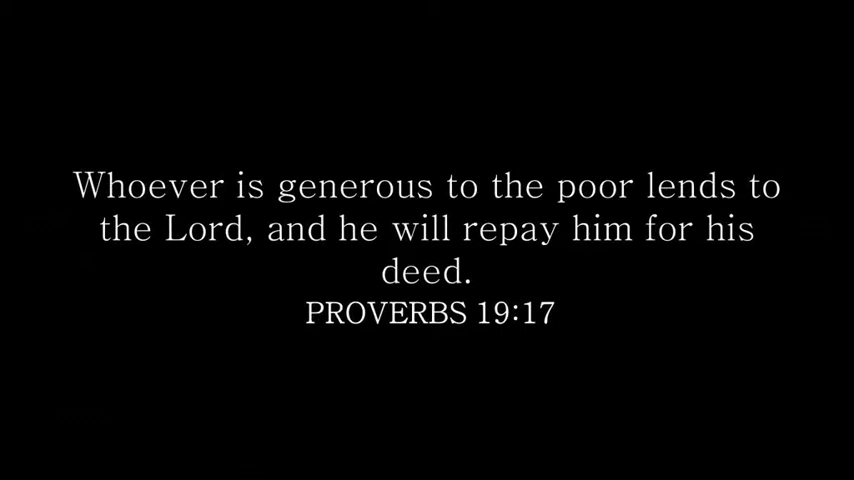 Whoever is generous to the poor lends to
the Lord, and he will repay him for his
deed.
PROVERBS 19:17